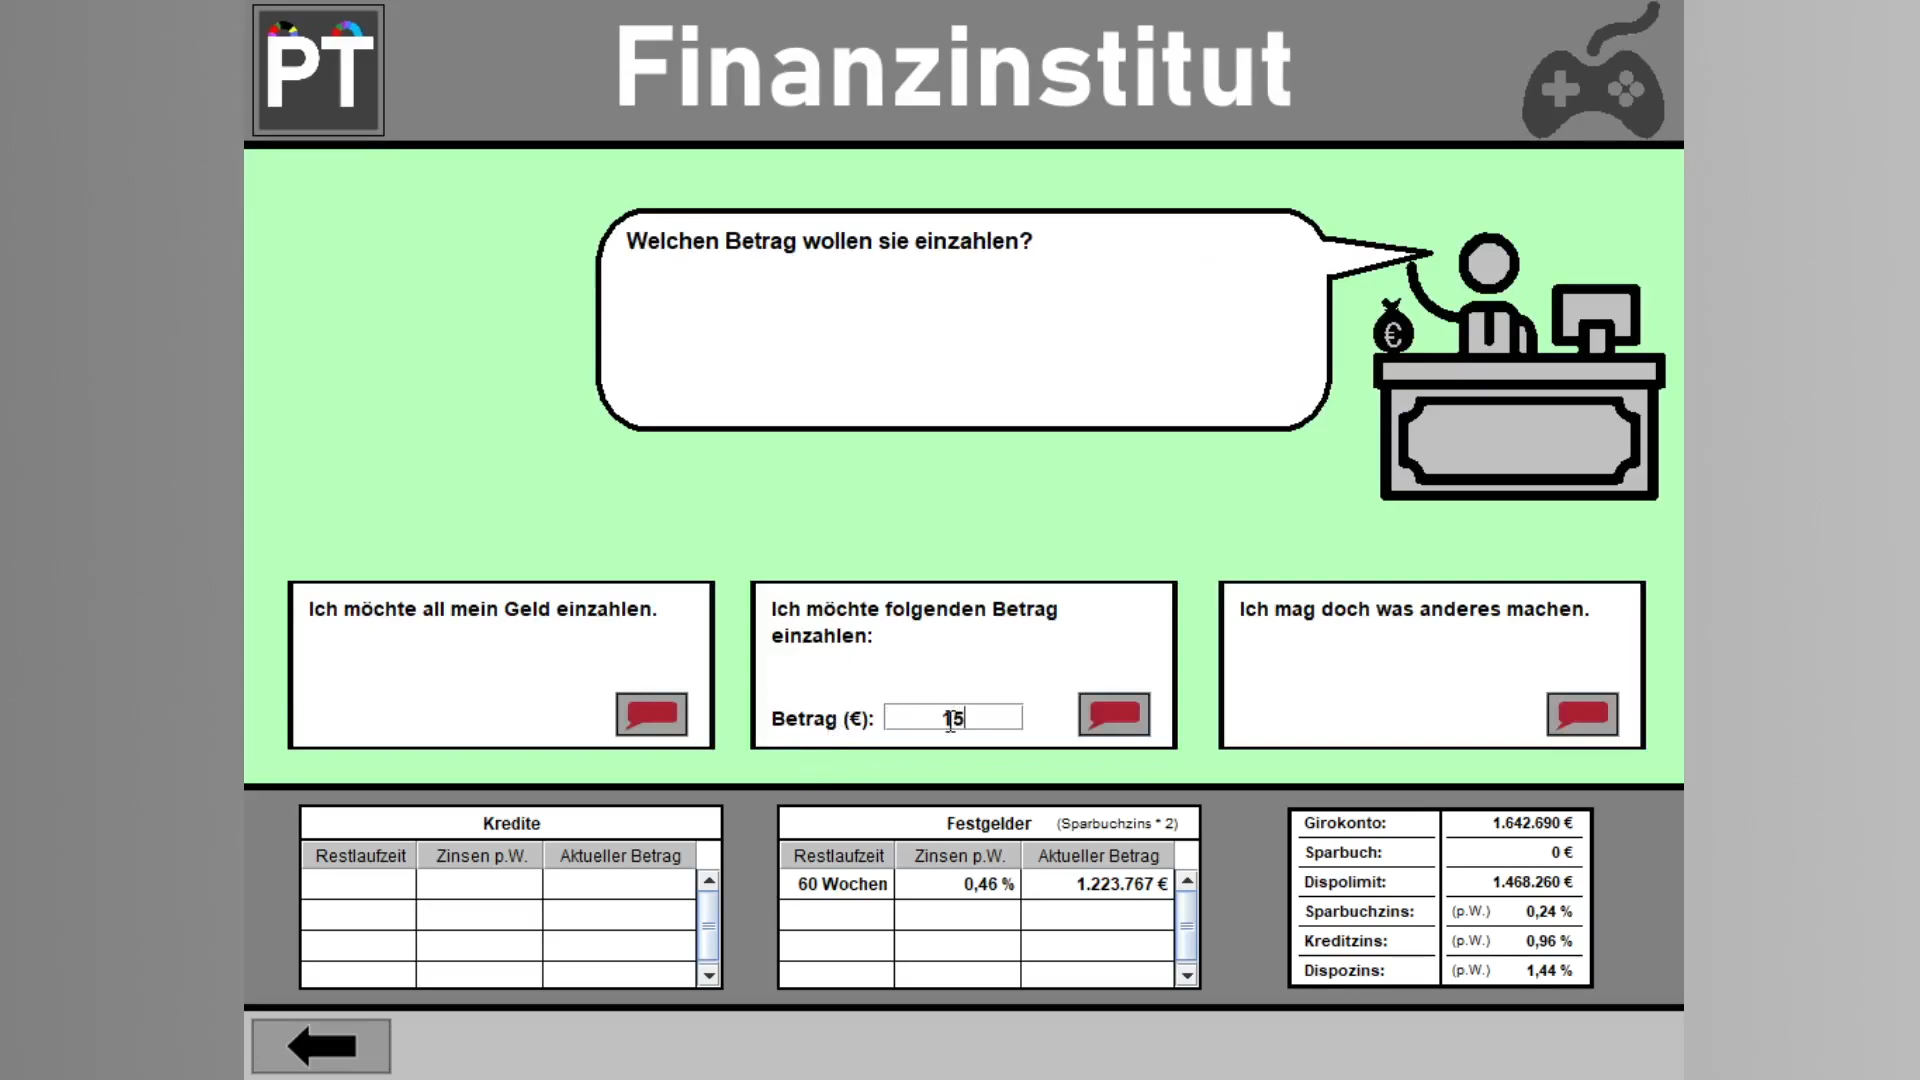 PT
Finanzinstitut
Welchen Betrag wollen sie einzahlen?
€
Ich möchte all mein Geld einzahlen.
Ich möchte folgenden Betrag
einzahlen:
Betrag (€): 15
Ich mag doch was anderes machen.
Kredite
Restlaufzeit Zinsen p.W. Aktueller Betrag
Festgelder (Sparbuchzins * 2)
Restlaufzeit Zinsen p.W. Aktueller Betrag
60 Wochen 0,46 % 1.223.767 €
Girokonto: 1.642.690 €
Sparbuch: 0 €
Dispolimit: 1.468.260 €
Sparbuchzins: (p.W.) 0,24 %
Kreditzins: (p.W.) 0,96 %
Dispozins: (p.W.) 1,44 %